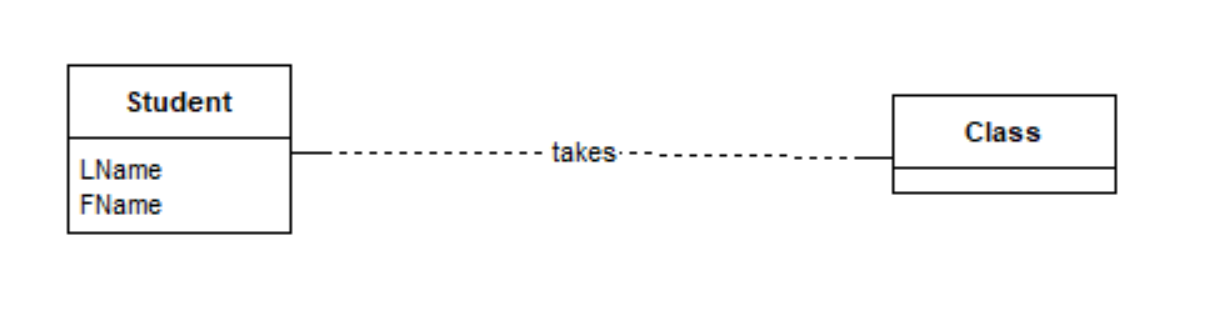 Student
LName
FName
takes
Class